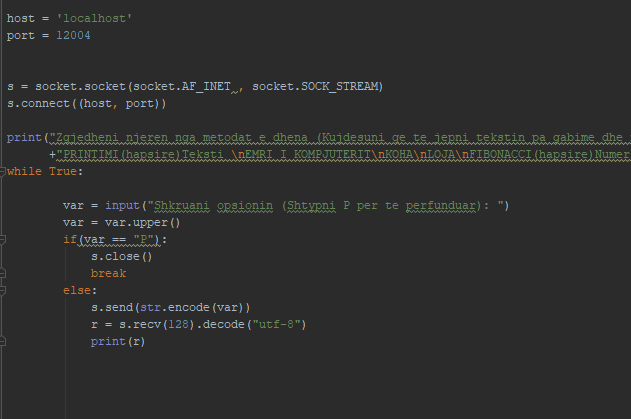 host = 'localhost'
port = 12004
s = socket.socket(socket.AF_INET , socket.SOCK_STREAM)
s.connect((host, port))
print("Zgjedheni njeren nga metodat e dhena (Kujdesuni qe te jepni tekstin pa gabime dhe
+"PRINTIMI(hapsire)Teksti \nEMRI I KOMPJUTERIT\nKOHA\nLOJA\nFIBONACCI(hapsire)Numer
while True:
var = input("Shkruani opsionin (Shtypni P per te perfunduar): ")
var = var.upper()
if(var == "P"):
s.close()
break
else:
s.send(str.encode(var))
r = s.recv(128).decode("utf-8")
print(r)